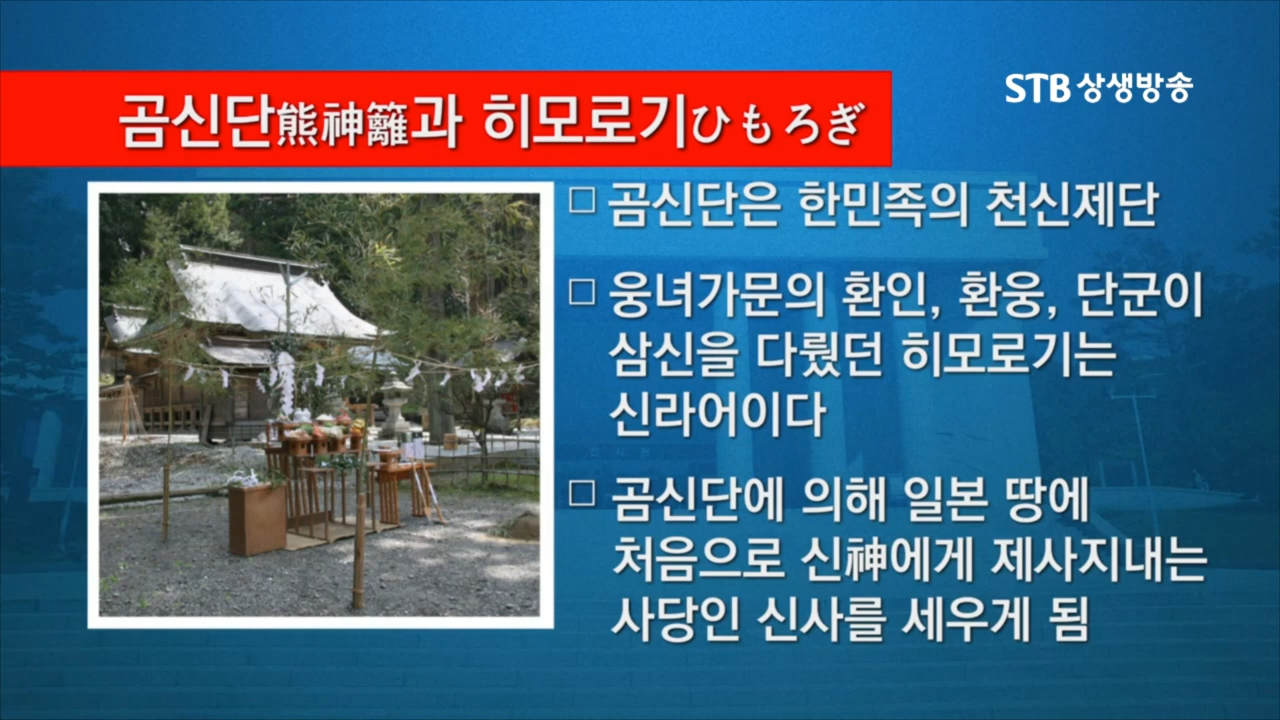 STB 상생방송
곰신단熊神籬과 히모로기ひもろぎ
□ 곰신단은 한민족의 천신제단
□ 웅녀가문의 환인, 환웅, 단군이
삼신을 다뤘던 히모로기는
신라어이다
□ 곰신단에 의해 일본 땅에
처음으로 신神에게 제사지내는
사당인 신사를 세우게 됨